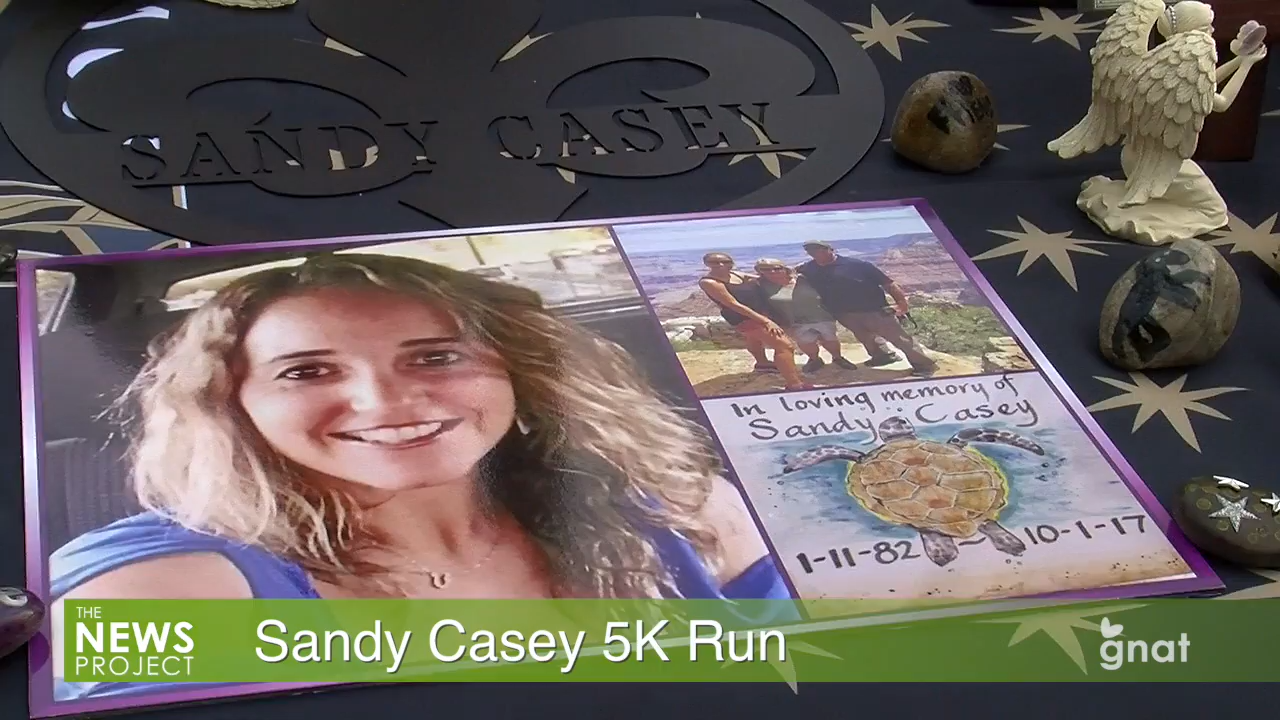 SANDY CASEY
In loving memory of
Sandy Casey
1-11-82 ~ 10-1-17
THE
NEWS
PROJECT
Sandy Casey 5K Run
gnat